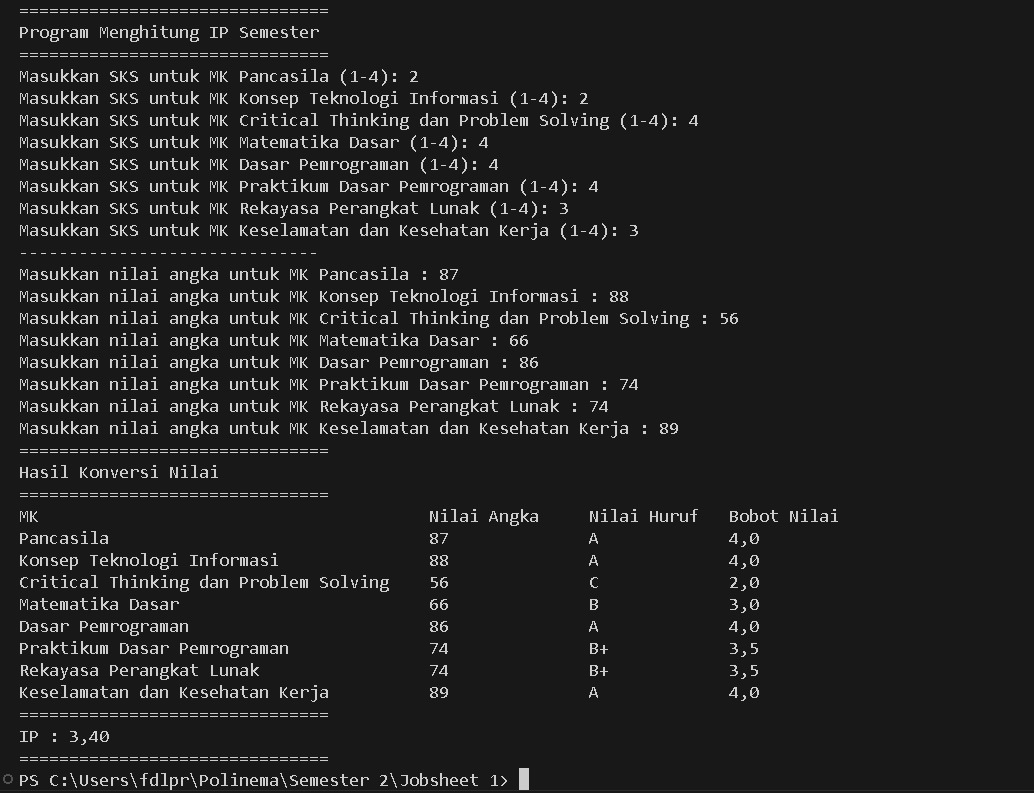 ===============================
Program Menghitung IP Semester
===============================
Masukkan SKS untuk MK Pancasila (1-4): 2
Masukkan SKS untuk MK Konsep Teknologi Informasi (1-4): 2
Masukkan SKS untuk MK Critical Thinking dan Problem Solving (1-4): 4
Masukkan SKS untuk MK Matematika Dasar (1-4): 4
Masukkan SKS untuk MK Dasar Pemrograman (1-4): 4
Masukkan SKS untuk MK Praktikum Dasar Pemrograman (1-4): 4
Masukkan SKS untuk MK Rekayasa Perangkat Lunak (1-4): 3
Masukkan SKS untuk MK Keselamatan dan Kesehatan Kerja (1-4): 3
------------------------------
Masukkan nilai angka untuk MK Pancasila : 87
Masukkan nilai angka untuk MK Konsep Teknologi Informasi : 88
Masukkan nilai angka untuk MK Critical Thinking dan Problem Solving : 56
Masukkan nilai angka untuk MK Matematika Dasar : 66
Masukkan nilai angka untuk MK Dasar Pemrograman : 86
Masukkan nilai angka untuk MK Praktikum Dasar Pemrograman : 74
Masukkan nilai angka untuk MK Rekayasa Perangkat Lunak : 74
Masukkan nilai angka untuk MK Keselamatan dan Kesehatan Kerja : 89
===============================
Hasil Konversi Nilai
===============================
MK                                       Nilai Angka     Nilai Huruf   Bobot Nilai
Pancasila                                87              A             4,0
Konsep Teknologi Informasi               88              A             4,0
Critical Thinking dan Problem Solving    56              C             2,0
Matematika Dasar                         66              B             3,0
Dasar Pemrograman                        86              A             4,0
Praktikum Dasar Pemrograman              74              B+            3,5
Rekayasa Perangkat Lunak                 74              B+            3,5
Keselamatan dan Kesehatan Kerja          89              A             4,0
===============================
IP : 3,40
===============================
PS C:\Users\fdlpr\Polinema\Semester 2\Jobsheet 1>